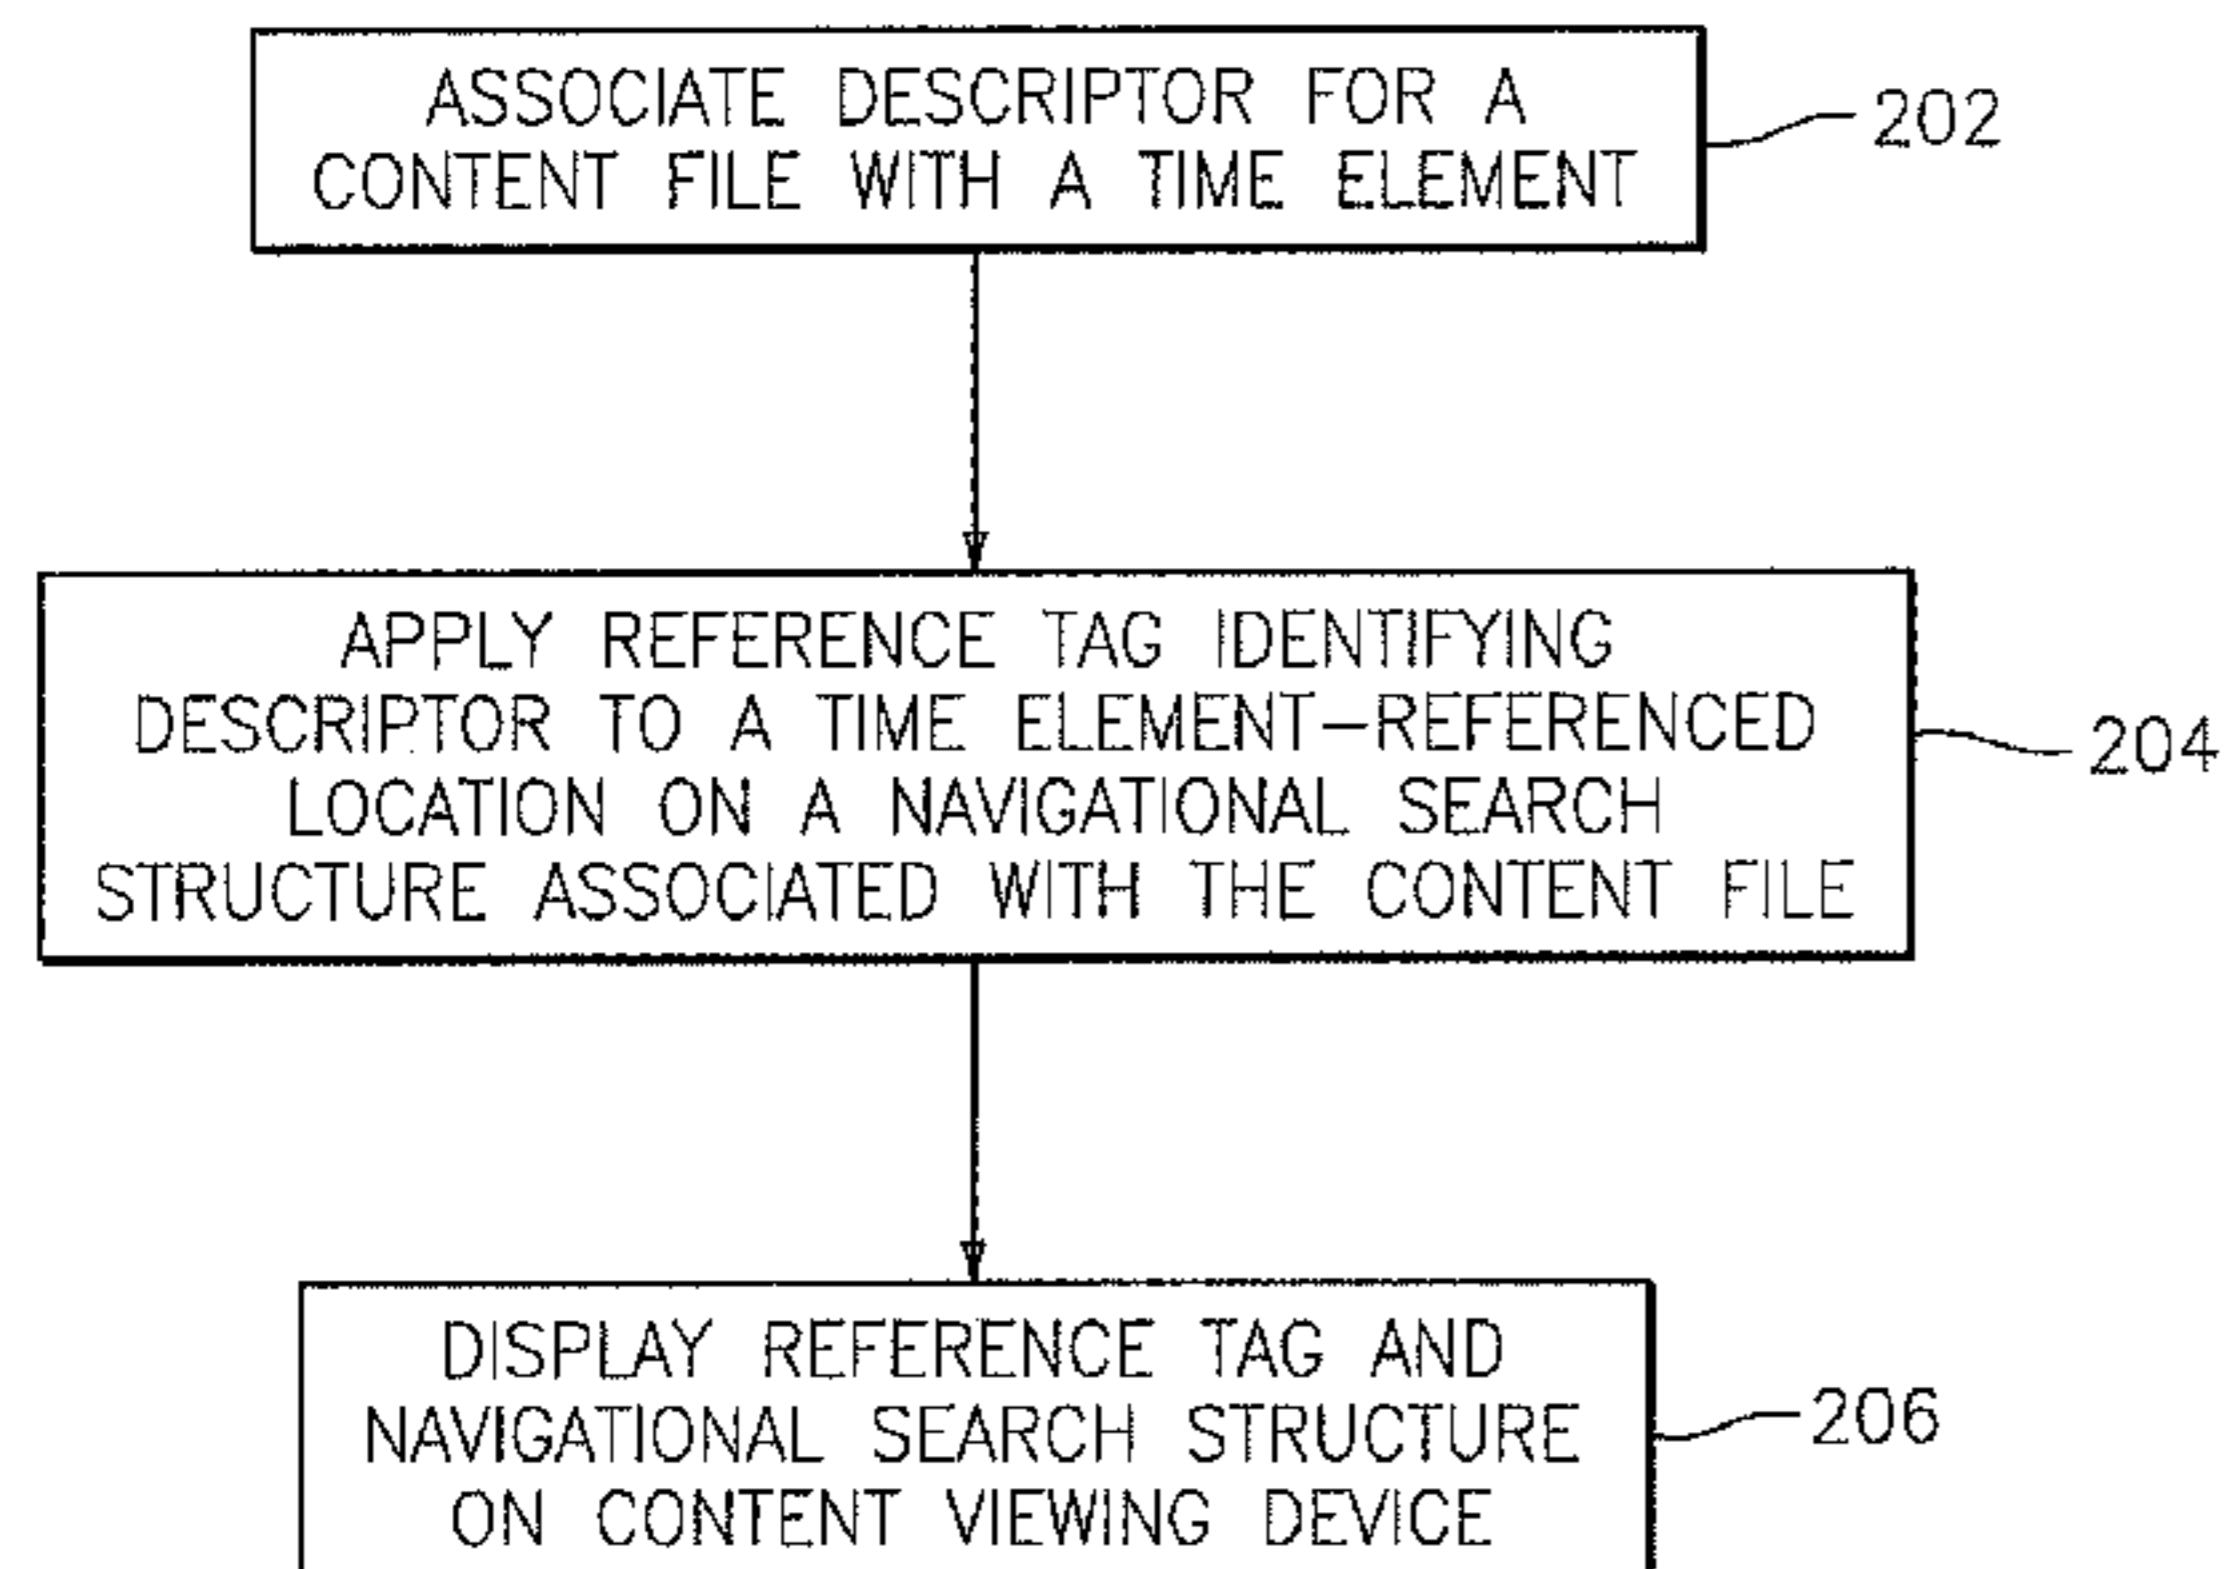 ASSOCIATE DESCRIPTOR FOR A
CONTENT FILE WITH A TIME ELEMENT
202
APPLY REFERENCE TAG IDENTIFYING
DESCRIPTOR TO A TIME ELEMENT-REFERENCED
LOCATION ON A NAVIGATIONAL SEARCH
STRUCTURE ASSOCIATED WITH THE CONTENT FILE
204
DISPLAY REFERENCE TAG AND
NAVIGATIONAL SEARCH STRUCTURE
ON CONTENT VIEWING DEVICE
206